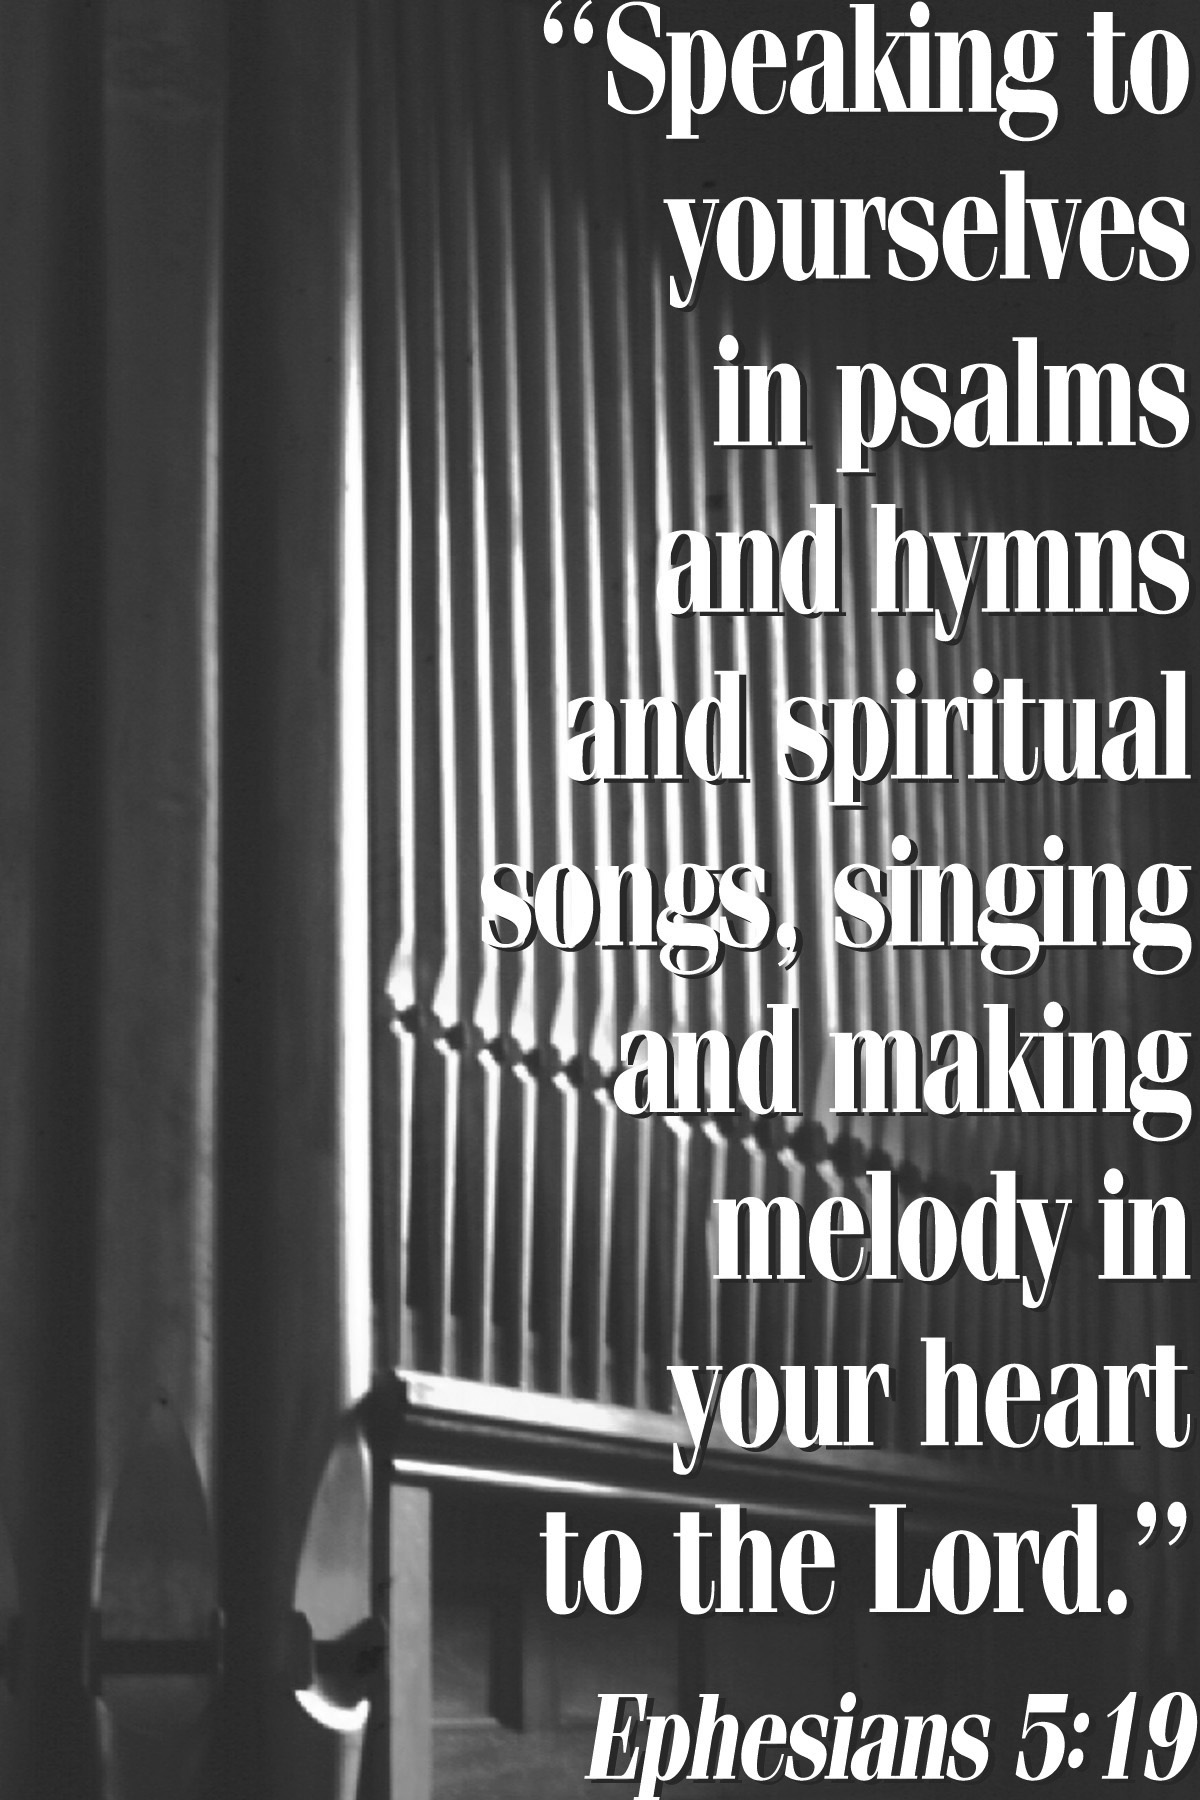 “Speaking to
yourselves
in psalms
and hymns
and spiritual
songs, singing
and making
melody in
your heart
to the Lord.”
Ephesians 5:19